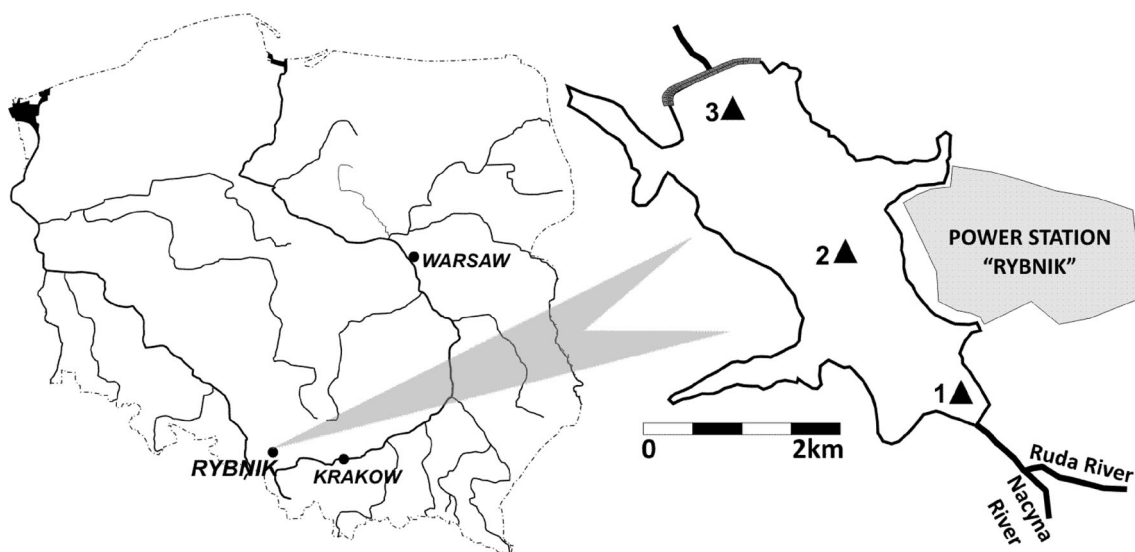 WARSAW
RYBNIK
KRAKOW
3
2
1
POWER STATION
“RYBNIK”
0
2km
Ruda River
Nacyna
River